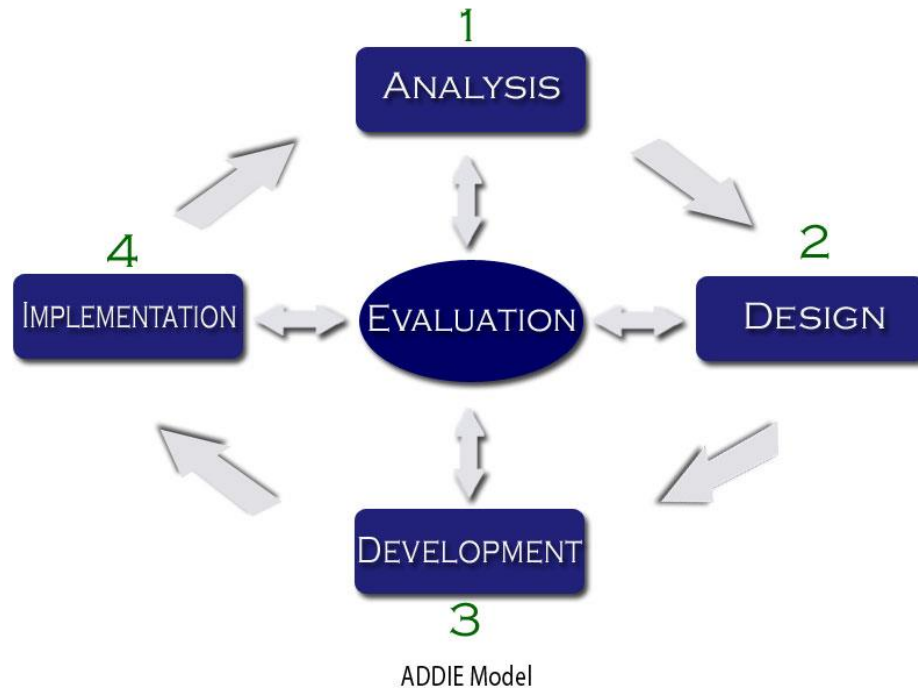 1
ANALYSIS
2
DESIGN
3
DEVELOPMENT
4
IMPLEMENTATION
EVALUATION
ADDIE Model